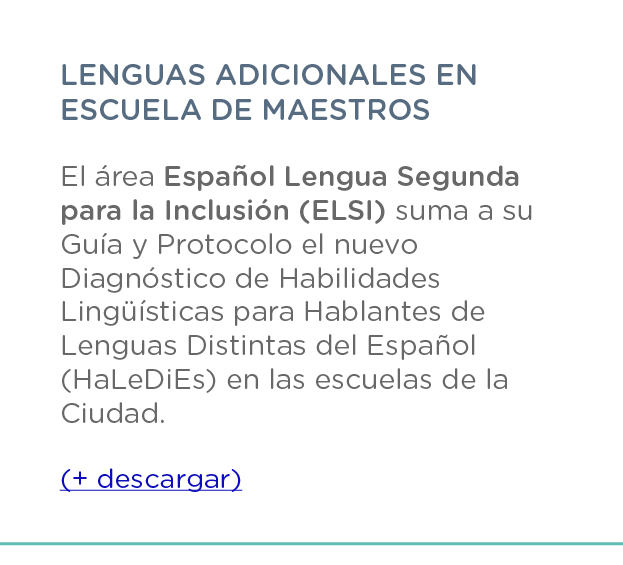 LENGUAS ADICIONALES EN
ESCUELA DE MAESTROS
El área Español Lengua Segunda
para la Inclusión (ELSI) suma a su
Guía y Protocolo el nuevo
Diagnóstico de Habilidades
Lingüísticas para Hablantes de
Lenguas Distintas del Español
(HaLeDiEs) en las escuelas de la
Ciudad.
(+ descargar)